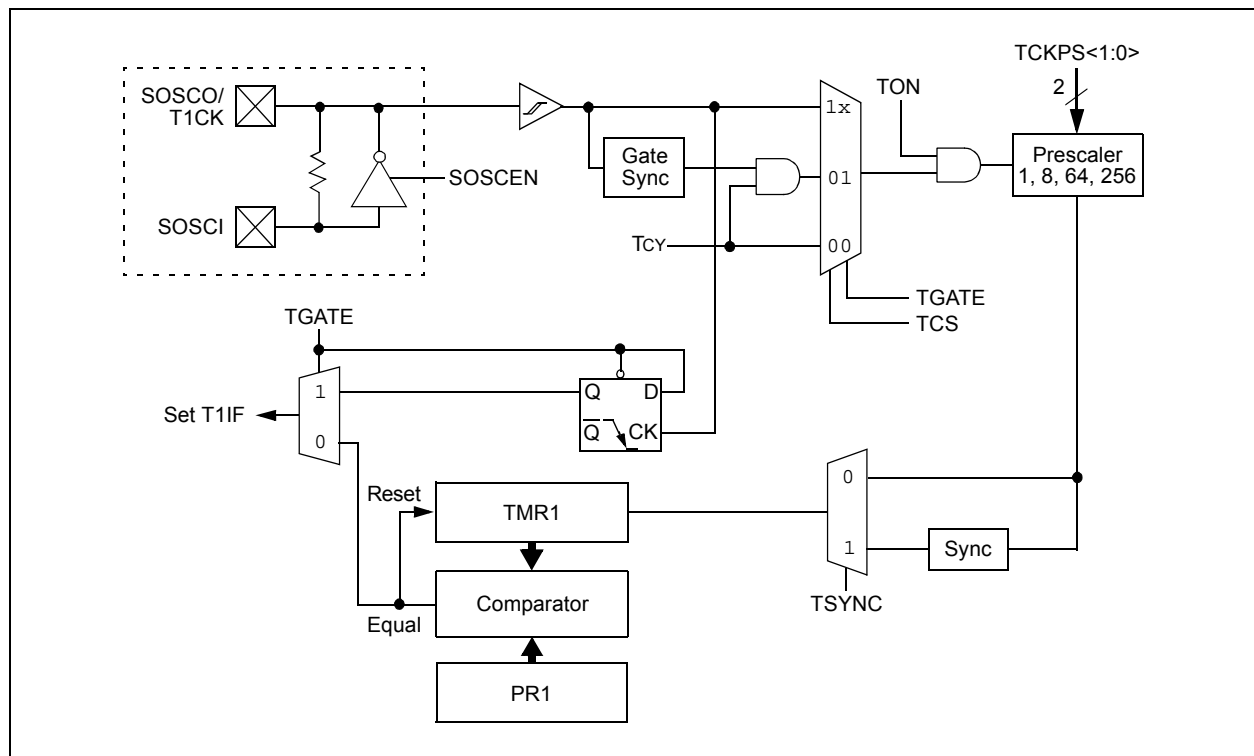 TCKPS<1:0>
2
TON
SOSCO/
T1CK
1x
Gate
Sync
Prescaler
1, 8, 64, 256
SOSCEN
01
SOSCI
TCY
00
TGATE
TCS
TGATE
1
Q
D
Set T1IF
0
Q
CK
Reset
TMR1
0
1
Sync
Comparator
TSYNC
Equal
PR1